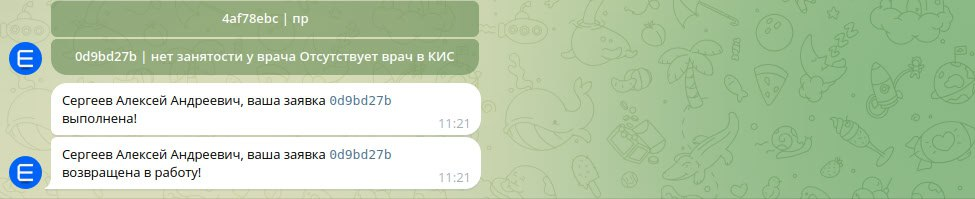 4af78ebc | пр
0d9bd27b | нет занятости у врача Отсутствует врач в КИС
Сергеев Алексей Андреевич, ваша заявка 0d9bd27b
выполнена!
11:21
Сергеев Алексей Андреевич, ваша заявка 0d9bd27b
возвращена в работу!
11:21